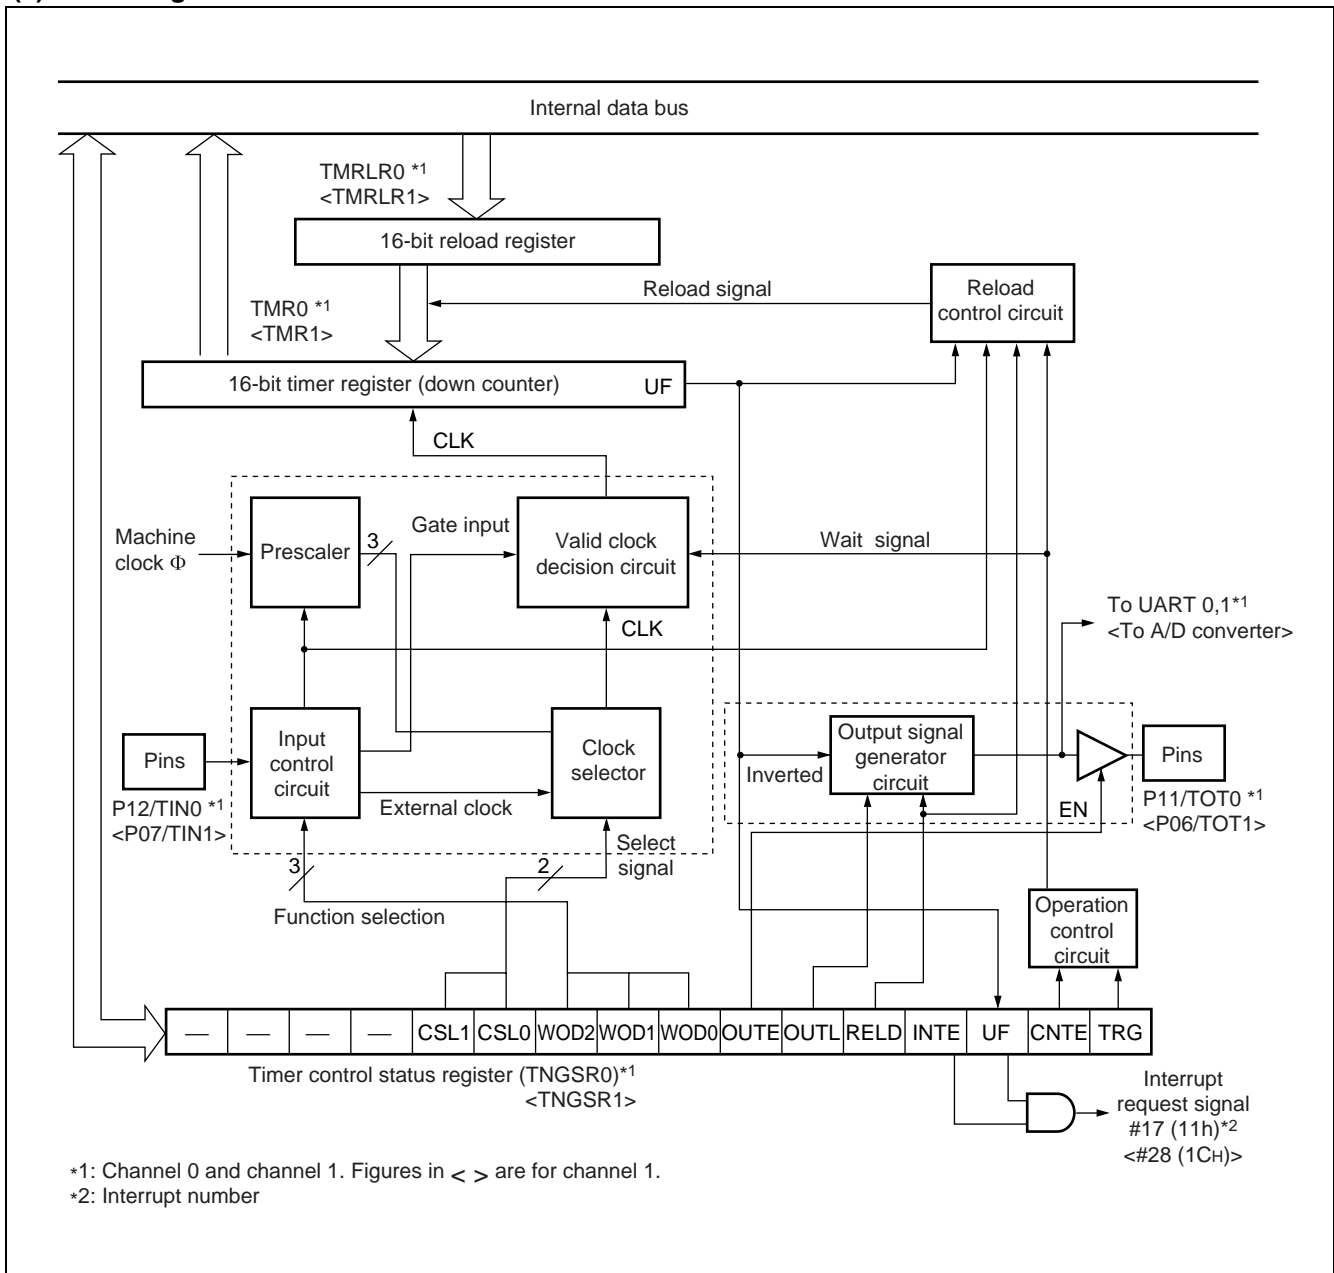 Internal data bus
TMRLR0 *1
<TMRLR1>
16-bit reload register
Reload signal
Reload
control circuit
TMR0 *1
<TMR1>
16-bit timer register (down counter)
UF
CLK
Machine
clock Φ
Prescaler
3
Gate input
Valid clock
decision circuit
Wait signal
To UART 0,1*1
<To A/D converter>
CLK
Pins
P12/TIN0 *1
<P07/TIN1>
Input
control
circuit
External clock
Clock
selector
Inverted
Output signal
generator
circuit
EN
Pins
P11/TOT0 *1
<P06/TOT1>
3
Function selection
2
Select
signal
Operation
control
circuit
— — — — CSL1 CSL0 WOD2 WOD1 WOD0 OUTE OUTL RELD INTE UF CNTE TRG
Timer control status register (TNGSR0)*1
<TNGSR1>
Interrupt
request signal
#17 (11h)*2
<#28 (1CH)>
*1: Channel 0 and channel 1. Figures in < > are for channel 1.
*2: Interrupt number